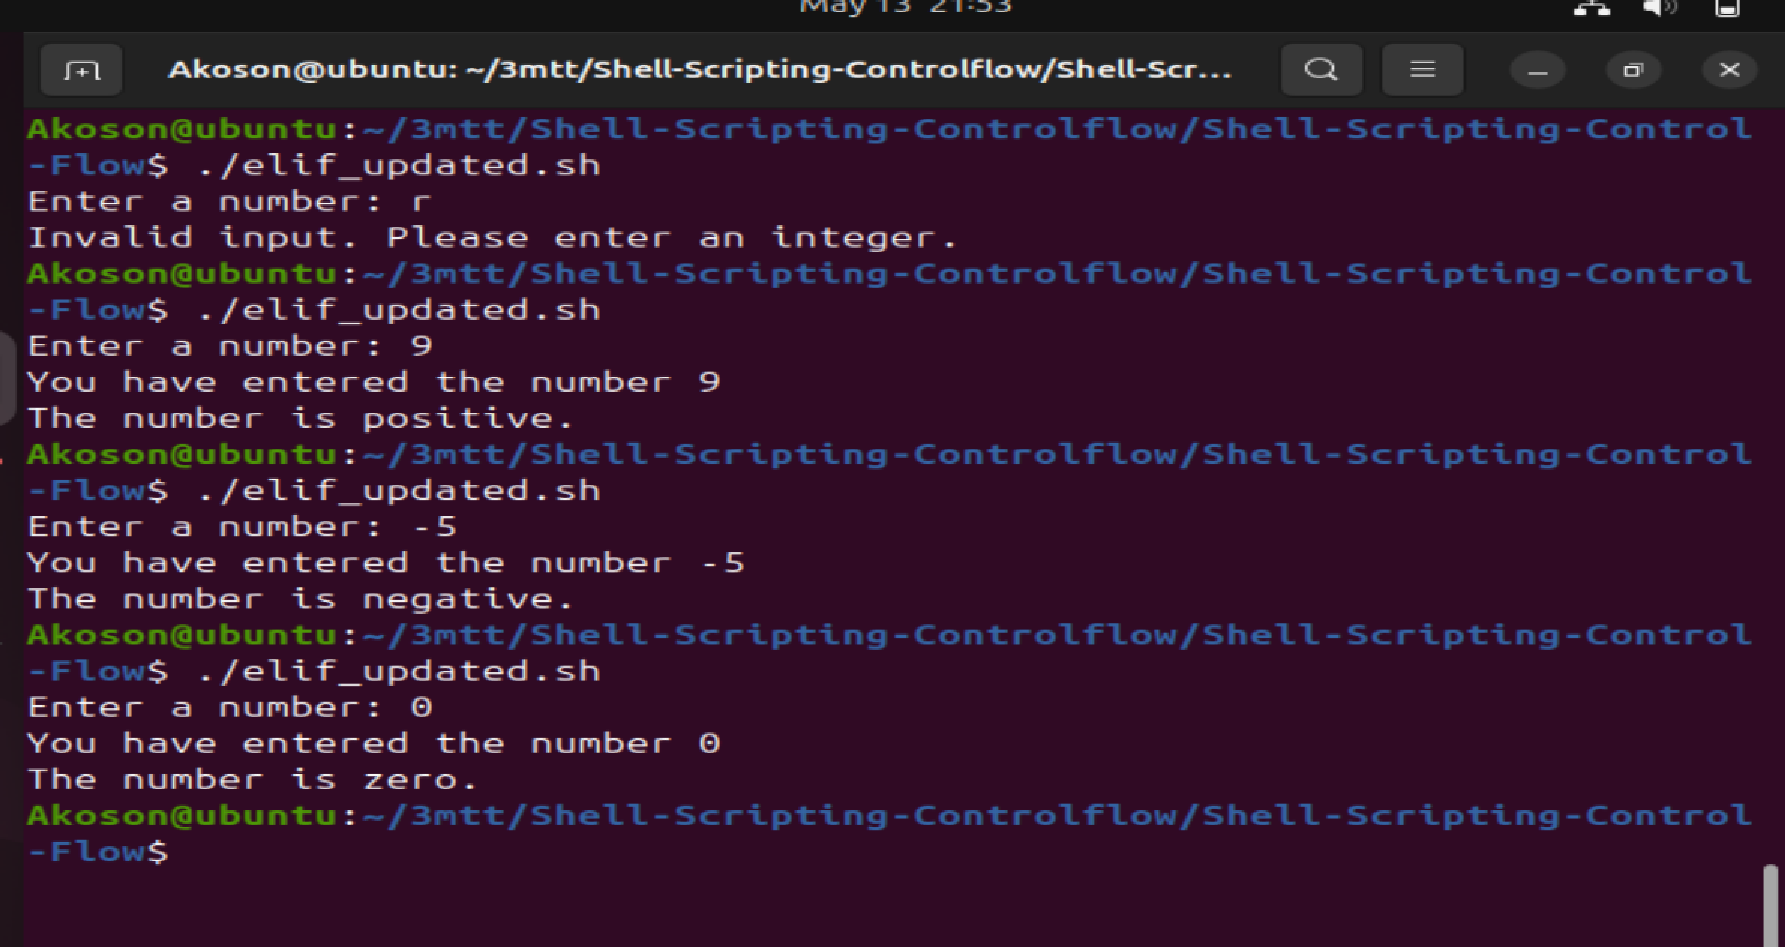 May 13 21:53
Akoson@ubuntu: ~/3mtt/Shell-Scripting-Controlflow/Shell-Scr...
Akoson@ubuntu:~/3mtt/Shell-Scripting-Controlflow/Shell-Scripting-Control
-Flow$ ./elif_updated.sh
Enter a number: r
Invalid input. Please enter an integer.
Akoson@ubuntu:~/3mtt/Shell-Scripting-Controlflow/Shell-Scripting-Control
-Flow$ ./elif_updated.sh
Enter a number: 9
You have entered the number 9
The number is positive.
Akoson@ubuntu:~/3mtt/Shell-Scripting-Controlflow/Shell-Scripting-Control
-Flow$ ./elif_updated.sh
Enter a number: -5
You have entered the number -5
The number is negative.
Akoson@ubuntu:~/3mtt/Shell-Scripting-Controlflow/Shell-Scripting-Control
-Flow$ ./elif_updated.sh
Enter a number: 0
You have entered the number 0
The number is zero.
Akoson@ubuntu:~/3mtt/Shell-Scripting-Controlflow/Shell-Scripting-Control
-Flow$